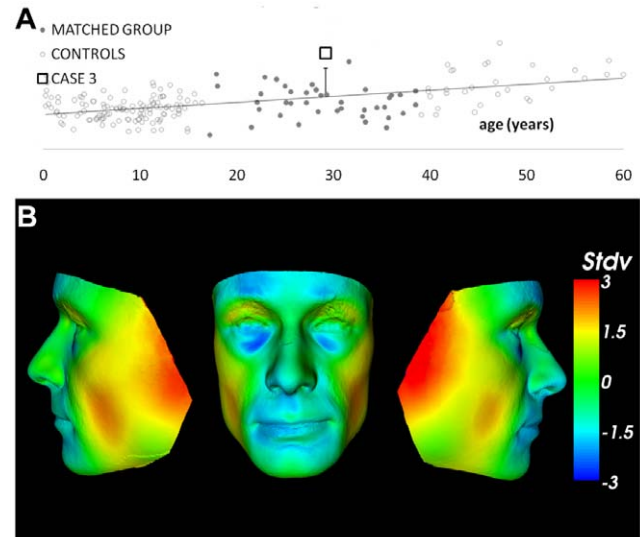 A
MATCHED GROUP
CONTROLS
CASE 3
age (years)
0 10 20 30 40 50 60
B
Stdv
3
1.5
0
-1.5
-3